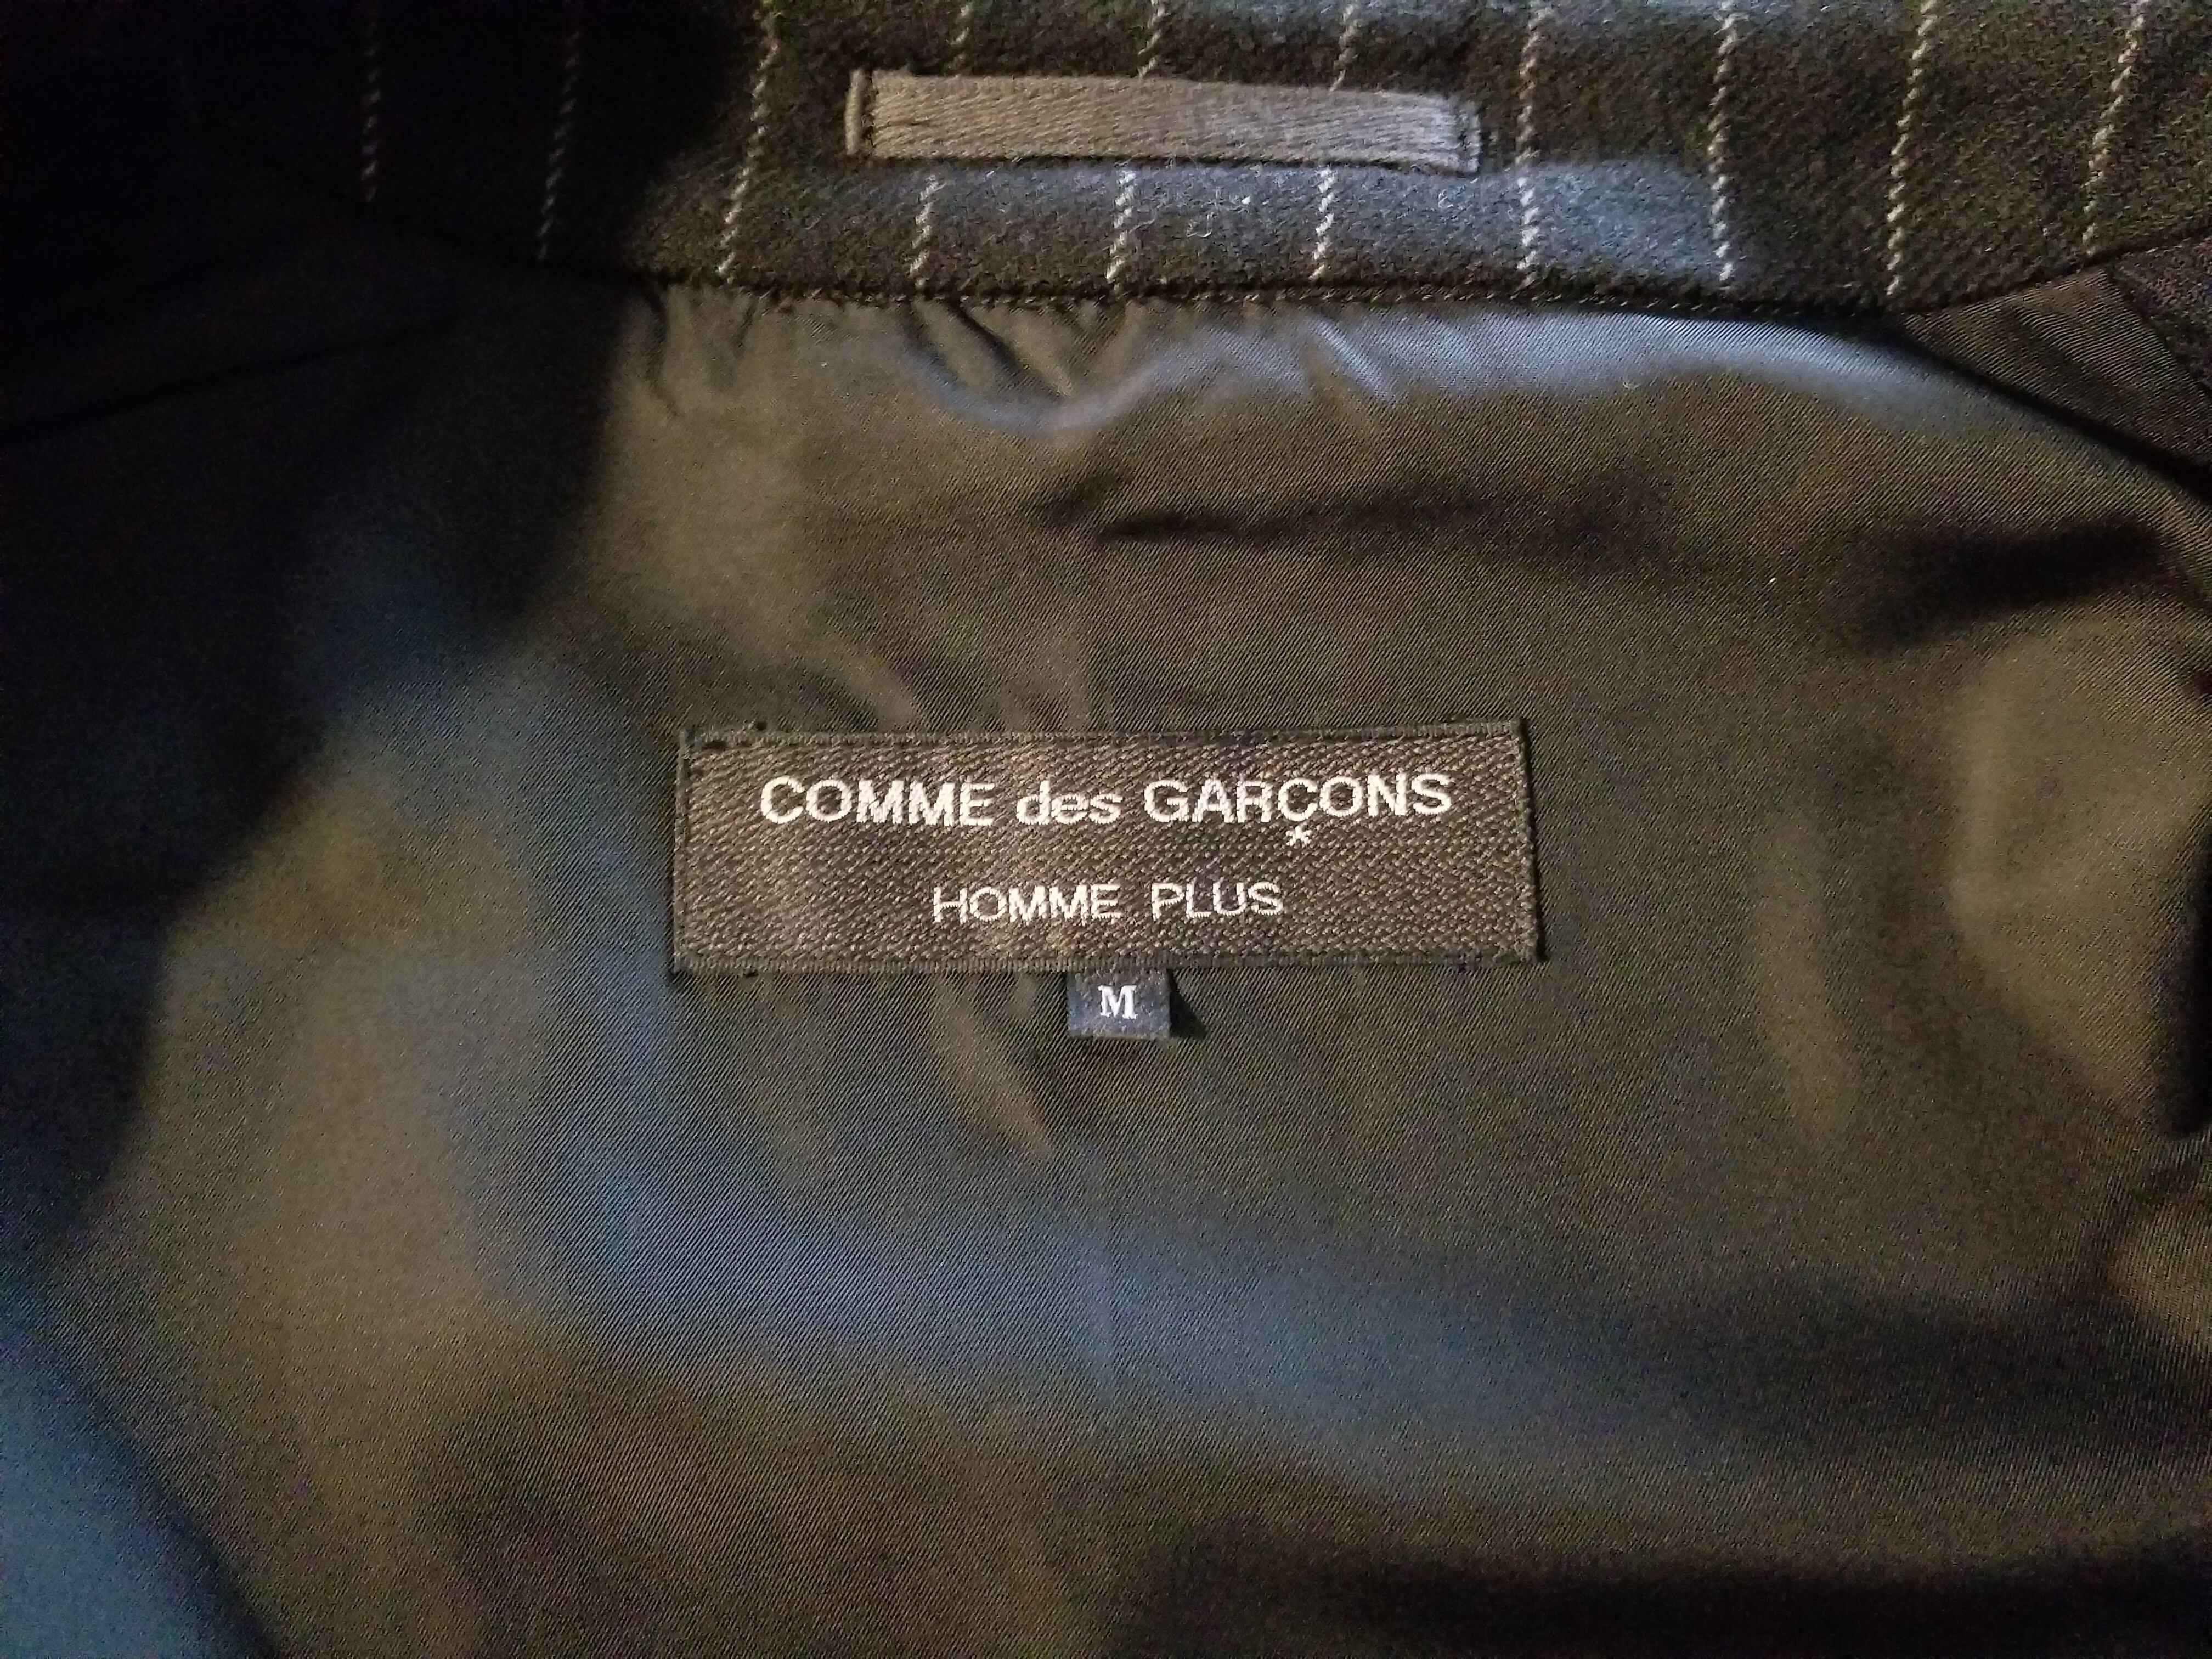 COMME des GARÇONS
*
HOMME PLUS
M